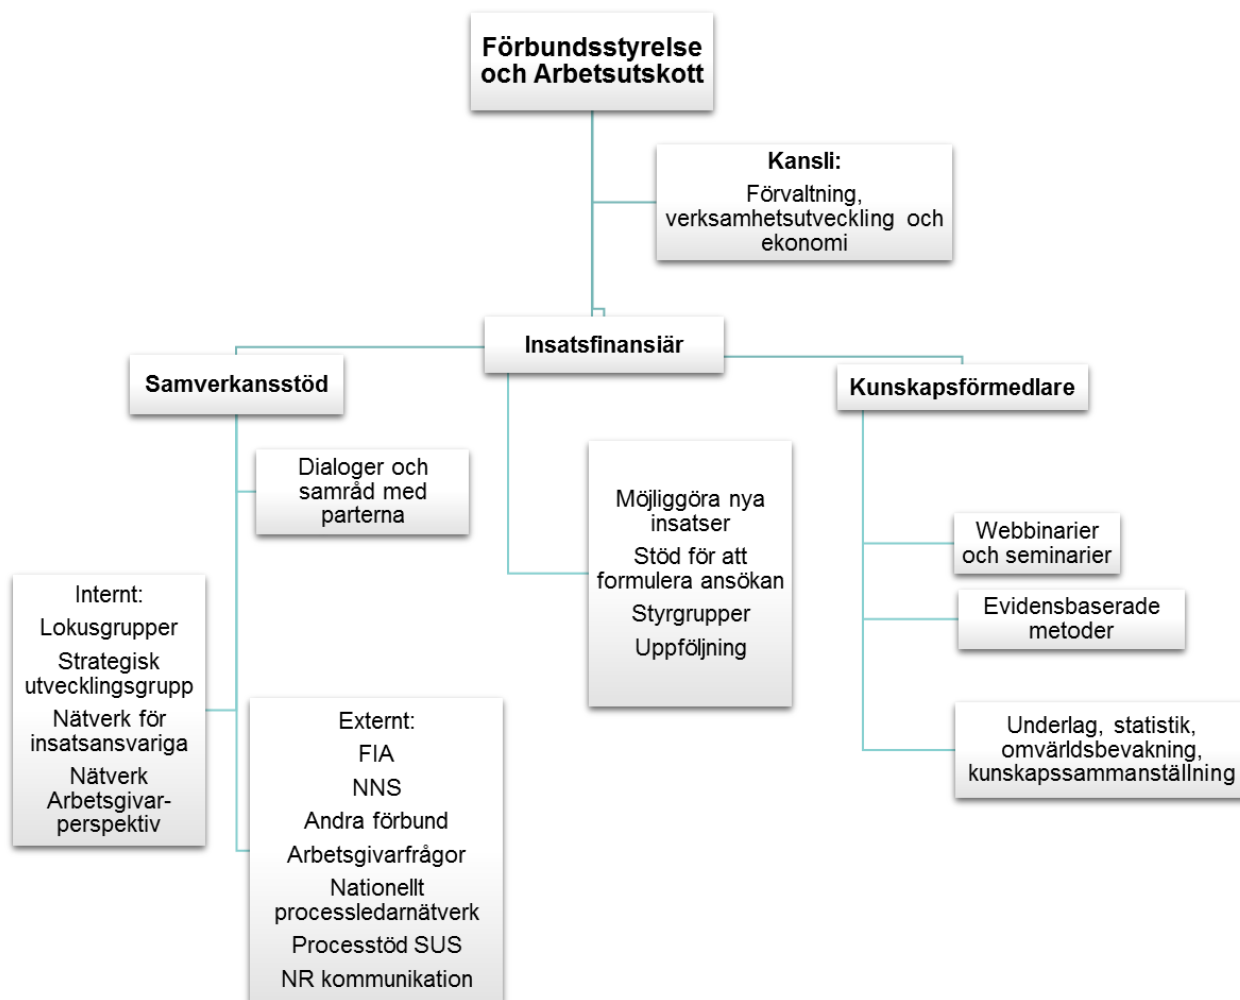 Förbundsstyrelse
och Arbetsutskott
Kansli:
Förvaltning,
verksamhetsutveckling och
ekonomi
Insatsfinansiär
Samverkansstöd
Kunskapsförmedlare
Dialoger och
samråd med
parterna
Internt:
Lokusgrupper
Strategisk
utvecklingsgrupp
Nätverk för
insatsansvariga
Nätverk
Arbetsgivar-
perspektiv
Externt:
FIA
NNS
Andra förbund
Arbetsgivarfrågor
Nationellt
processledarnätverk
Processtöd SUS
NR kommunikation
Möjliggöra nya
insatser
Stöd för att
formulera ansökan
Styrgrupper
Uppföljning
Webbinarier
och seminarier
Evidensbaserade
metoder
Underlag, statistik,
omvärldsbevakning,
kunskapssammanställning